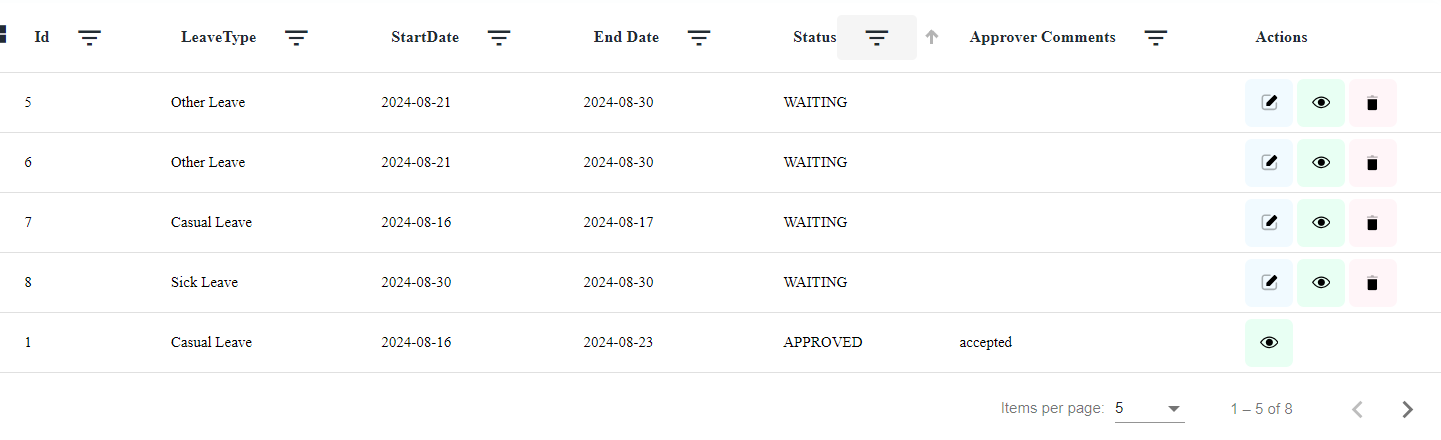 Id LeaveType StartDate End Date Status Approver Comments Actions
5 Other Leave 2024-08-21 2024-08-30 WAITING
6 Other Leave 2024-08-21 2024-08-30 WAITING
7 Casual Leave 2024-08-16 2024-08-17 WAITING
8 Sick Leave 2024-08-30 2024-08-30 WAITING
1 Casual Leave 2024-08-16 2024-08-23 APPROVED accepted
Items per page: 5 1 – 5 of 8